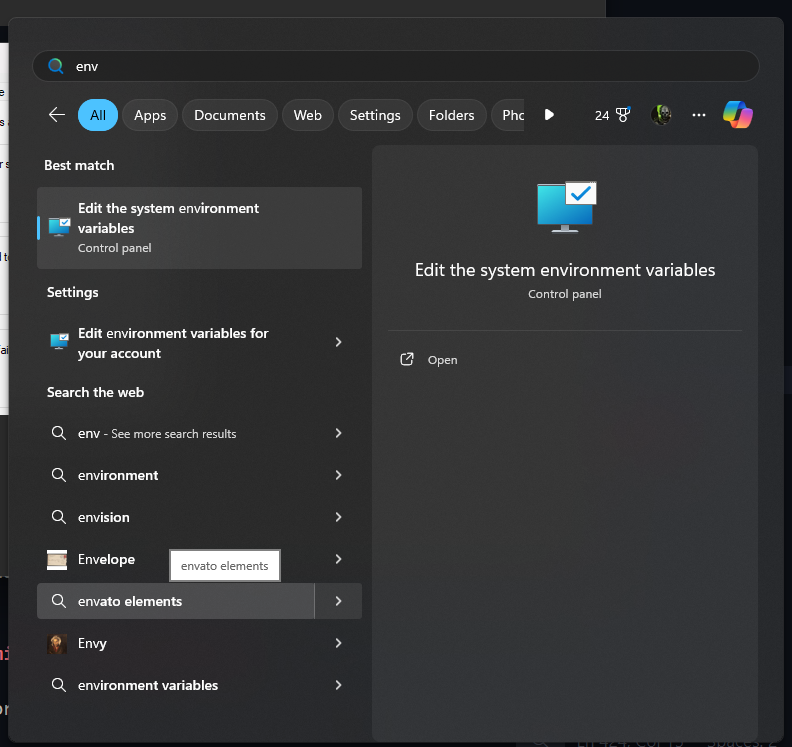 env
All
Apps
Documents
Web
Settings
Folders
Pho
24
Best match
Edit the system environment
variables
Control panel
Settings
Edit environment variables for
your account
Search the web
env - See more search results
environment
envision
Envelope
envato elements
envato elements
Envy
environment variables
Edit the system environment variables
Control panel
Open